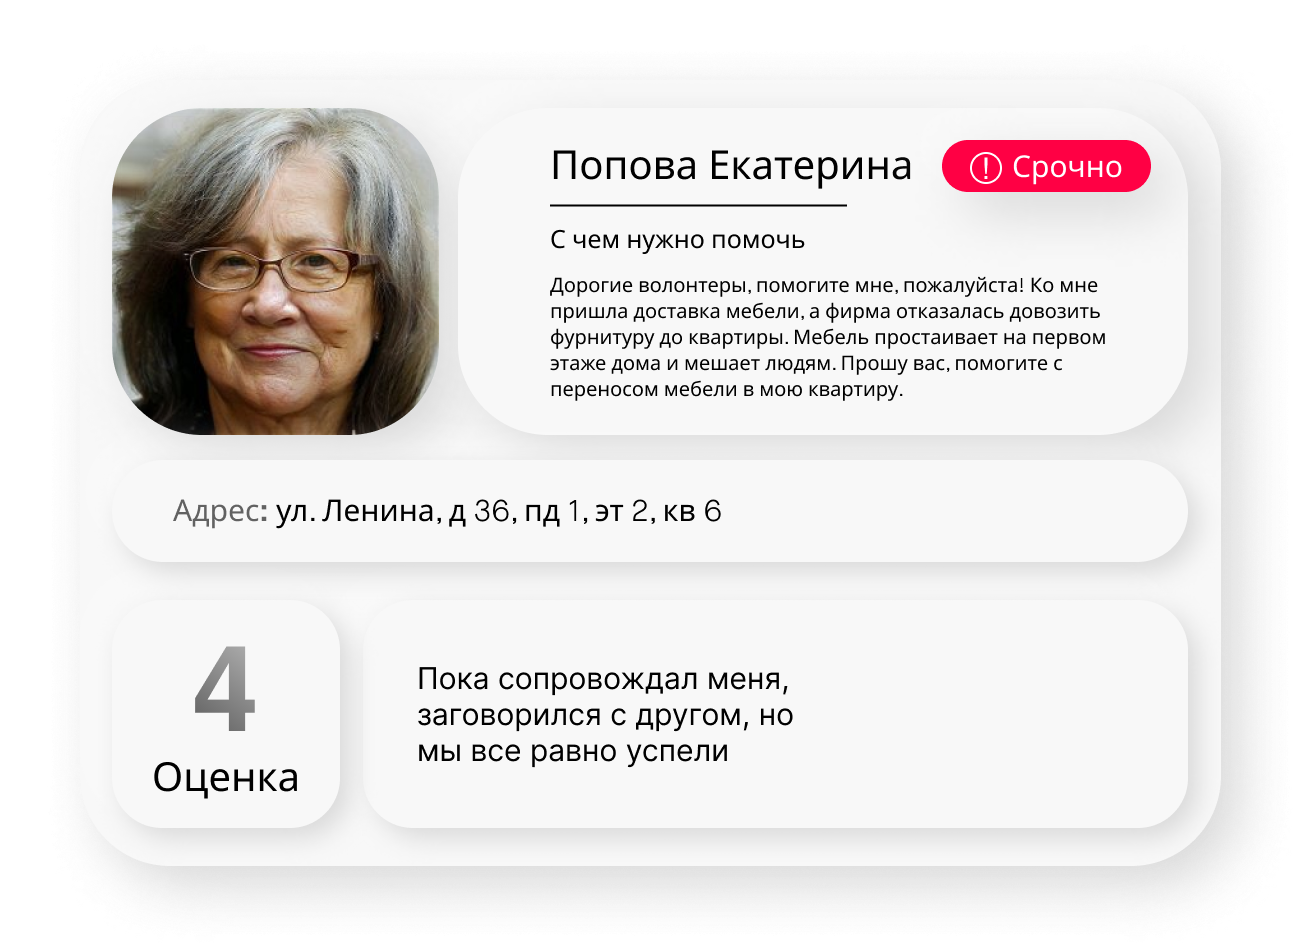 Попова Екатерина
Срочно
С чем нужно помочь
Дорогие волонтеры, помогите мне, пожалуйста! Ко мне
пришла доставка мебели, а фирма отказалась довозить
фурнитуру до квартиры. Мебель простаивает на первом
этаже дома и мешает людям. Прошу вас, помогите с
переносом мебели в мою квартиру.
Адрес: ул. Ленина, д 36, пд 1, эт 2, кв 6
4
Оценка
Пока сопровождал меня,
заговорился с другом, но
мы все равно успели